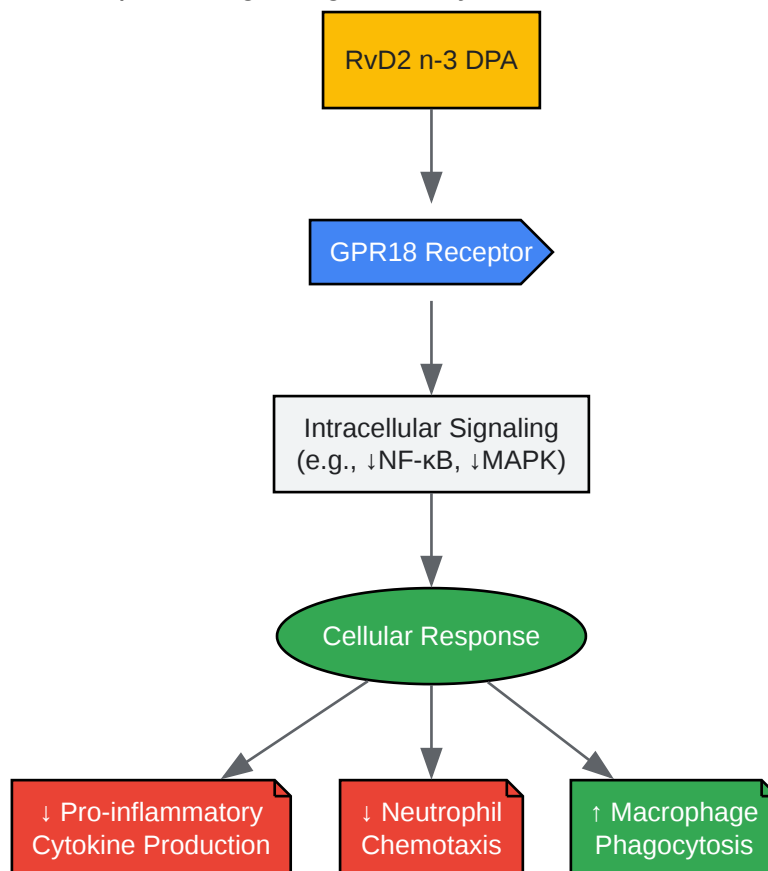 RvD2 n-3 DPA
GPR18 Receptor
Intracellular Signaling
(e.g., ↓NF-κB, ↓MAPK)
Cellular Response
↓ Pro-inflammatory
Cytokine Production
↓ Neutrophil
Chemotaxis
↑ Macrophage
Phagocytosis